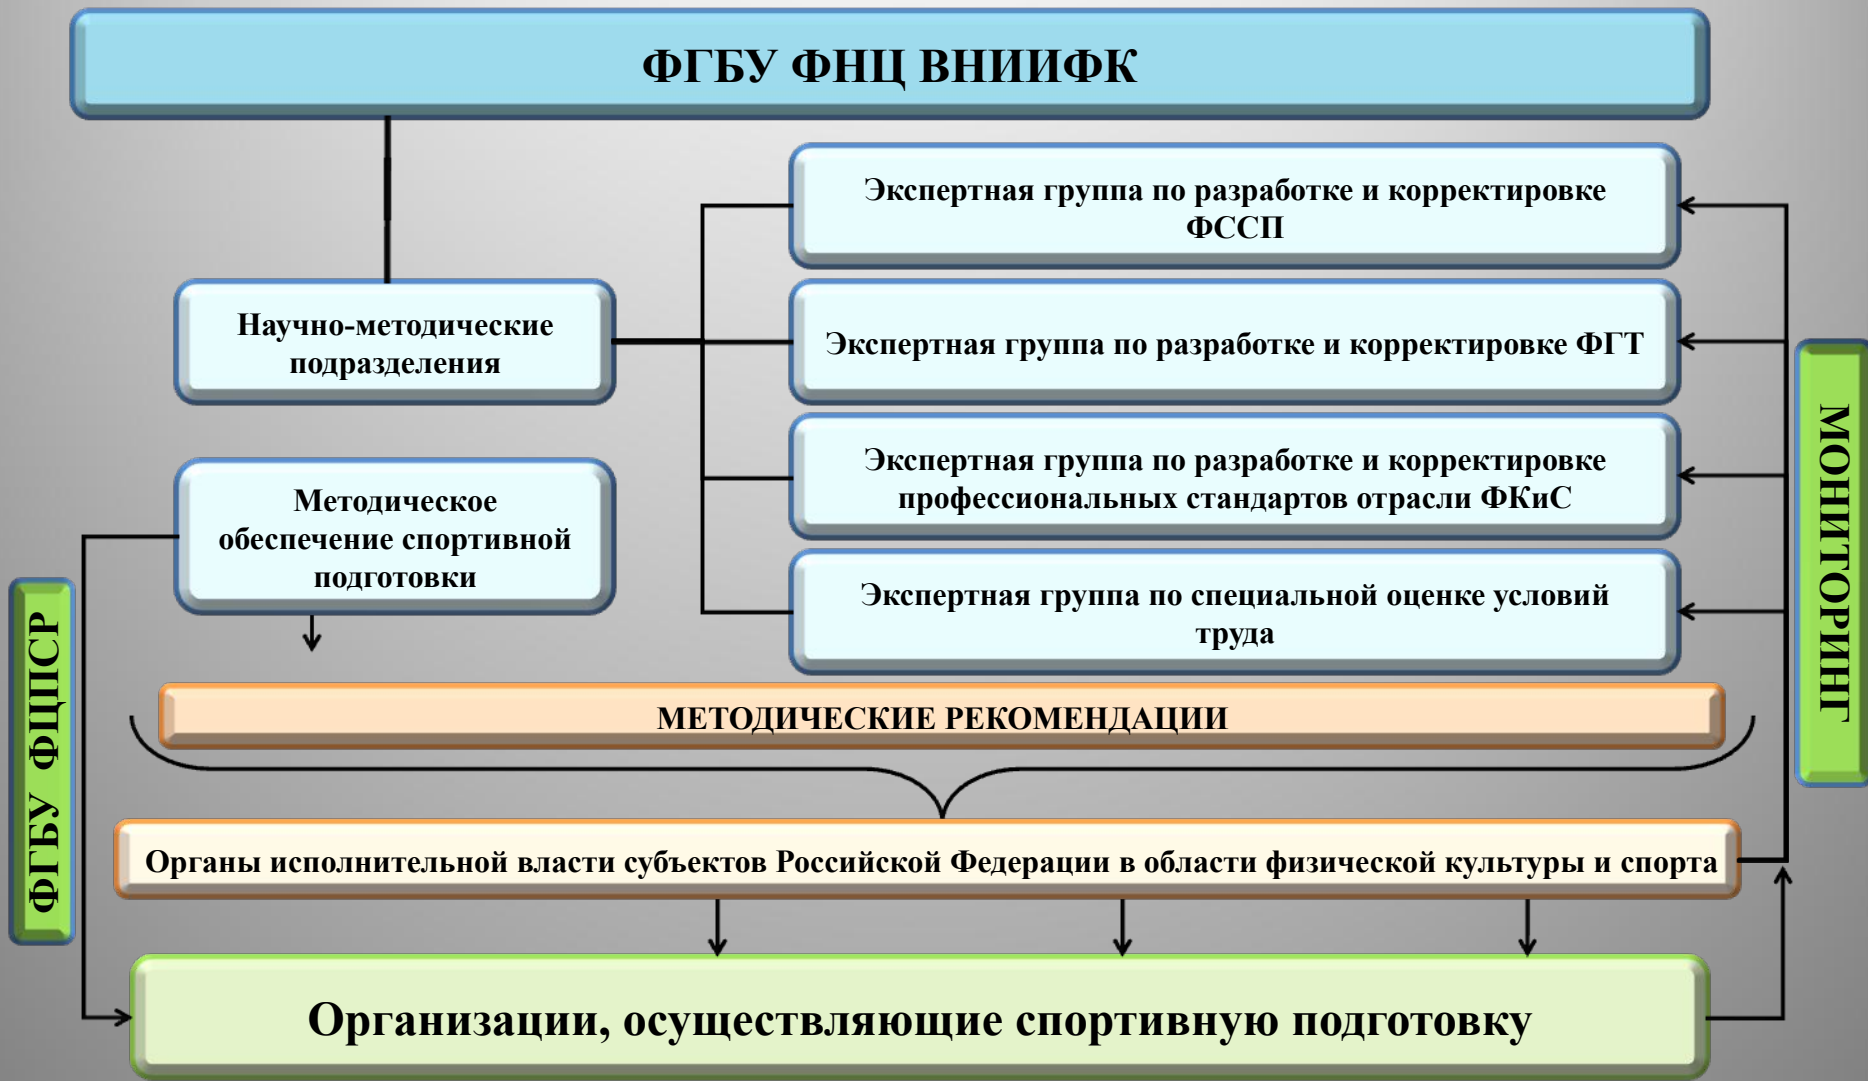 ФГБУ ФНЦ ВНИИФК
Экспертная группа по разработке и корректировке
ФССП
Научно-методические
подразделения
Экспертная группа по разработке и корректировке ФГТ
Экспертная группа по разработке и корректировке
профессиональных стандартов отрасли ФКиС
Методическое
обеспечение спортивной
подготовки
Экспертная группа по специальной оценке условий
труда
МОНИТОРИНГ
ФГБУ ФЦПСР
МЕТОДИЧЕСКИЕ РЕКОМЕНДАЦИИ
Органы исполнительной власти субъектов Российской Федерации в области физической культуры и спорта
Организации, осуществляющие спортивную подготовку